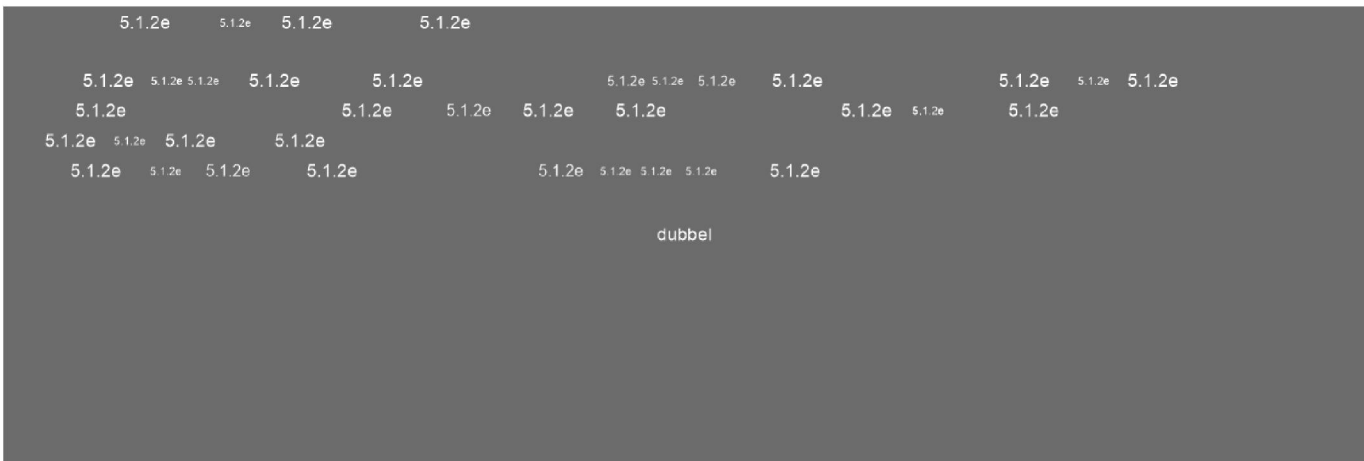 5.1.2e 5.1.2e 5.1.2e 5.1.2e
5.1.2e 5.1.2e 5.1.2e 5.1.2e 5.1.2e 5.1.2e 5.1.2e 5.1.2e 5.1.2e 5.1.2e 5.1.2e 5.1.2e
5.1.2e 5.1.2e 5.1.2e 5.1.2e 5.1.2e 5.1.2e 5.1.2e 5.1.2e
5.1.2e 5.1.2e 5.1.2e 5.1.2e
5.1.2e 5.1.2e 5.1.2e 5.1.2e 5.1.2e 5.1.2e 5.1.2e 5.1.2e 5.1.2e
dubbel